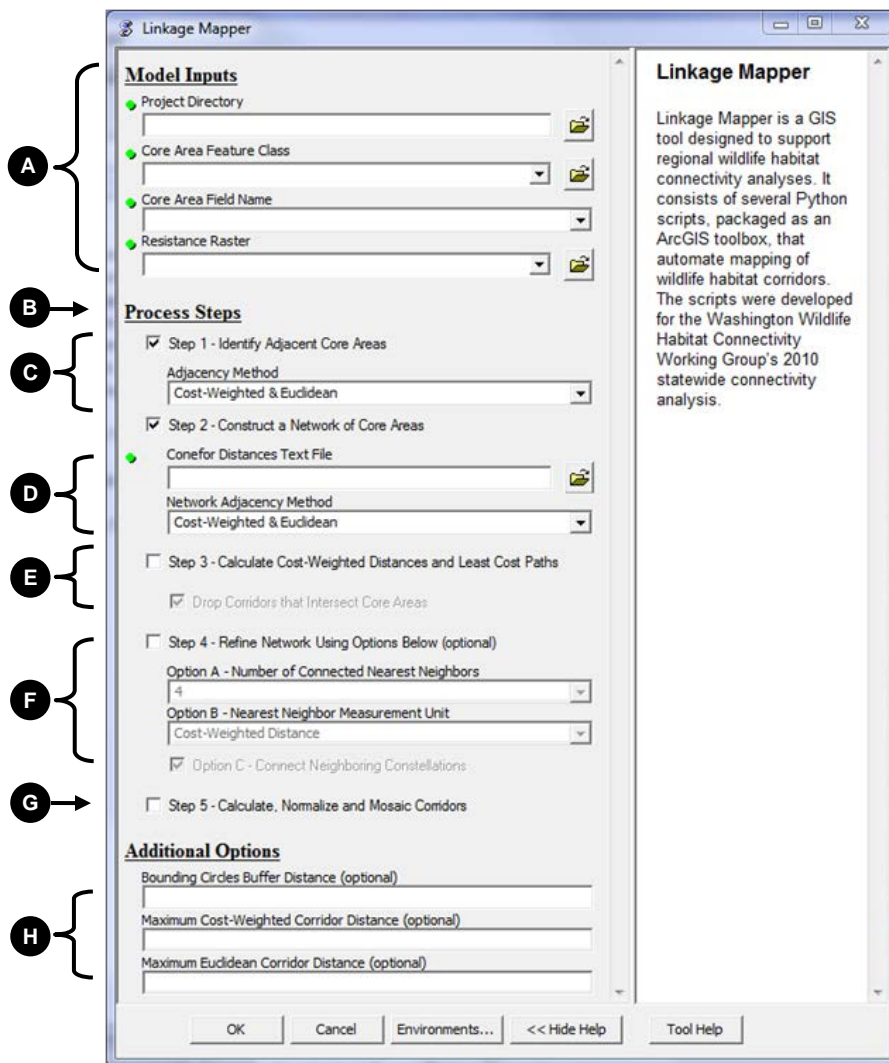 Linkage Mapper
Model Inputs
Project Directory
Core Area Feature Class
Core Area Field Name
Resistance Raster
Process Steps
Step 1 - Identify Adjacent Core Areas
Adjacency Method
Cost-Weighted & Euclidean
Step 2 - Construct a Network of Core Areas
Conefor Distances Text File
Network Adjacency Method
Cost-Weighted & Euclidean
Step 3 - Calculate Cost-Weighted Distances and Least Cost Paths
Drop Corridors that Intersect Core Areas
Step 4 - Refine Network Using Options Below (optional)
Option A - Number of Connected Nearest Neighbors
4
Option B - Nearest Neighbor Measurement Unit
Cost-Weighted Distance
Option C - Connect Neighboring Constellations
Step 5 - Calculate, Normalize and Mosaic Corridors
Additional Options
Bounding Circles Buffer Distance (optional)
Maximum Cost-Weighted Corridor Distance (optional)
Maximum Euclidean Corridor Distance (optional)
A
B
C
D
E
F
G
H
Linkage Mapper
Linkage Mapper is a GIS
tool designed to support
regional wildlife habitat
connectivity analyses. It
consists of several Python
scripts, packaged as an
ArcGIS toolbox, that
automate mapping of
wildlife habitat corridors.
The scripts were developed
for the Washington Wildlife
Habitat Connectivity
Working Group's 2010
statewide connectivity
analysis.
OK
Cancel
Environments...
<< Hide Help
Tool Help